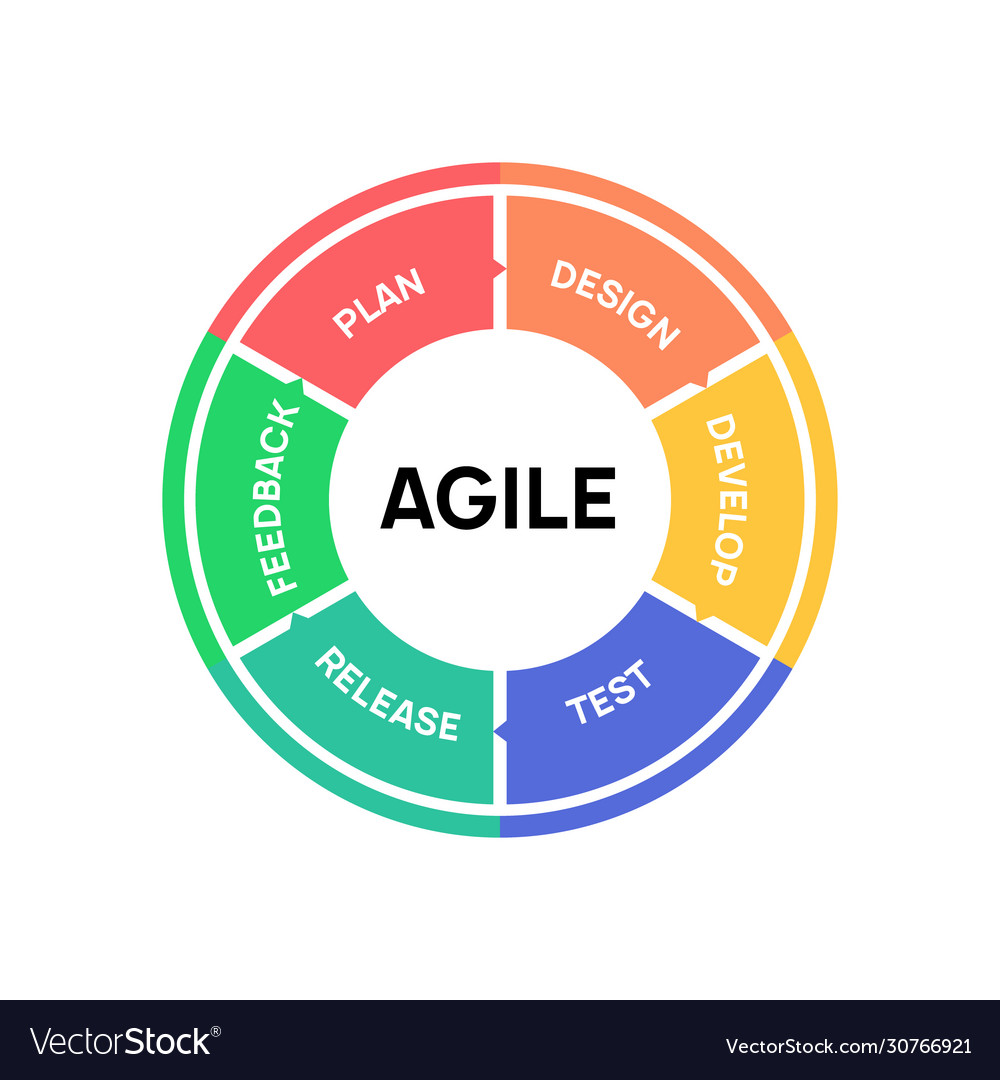 PLAN
DESIGN
DEVELOP
TEST
RELEASE
FEEDBACK
AGILE
VectorStock®
VectorStock.com/30766921